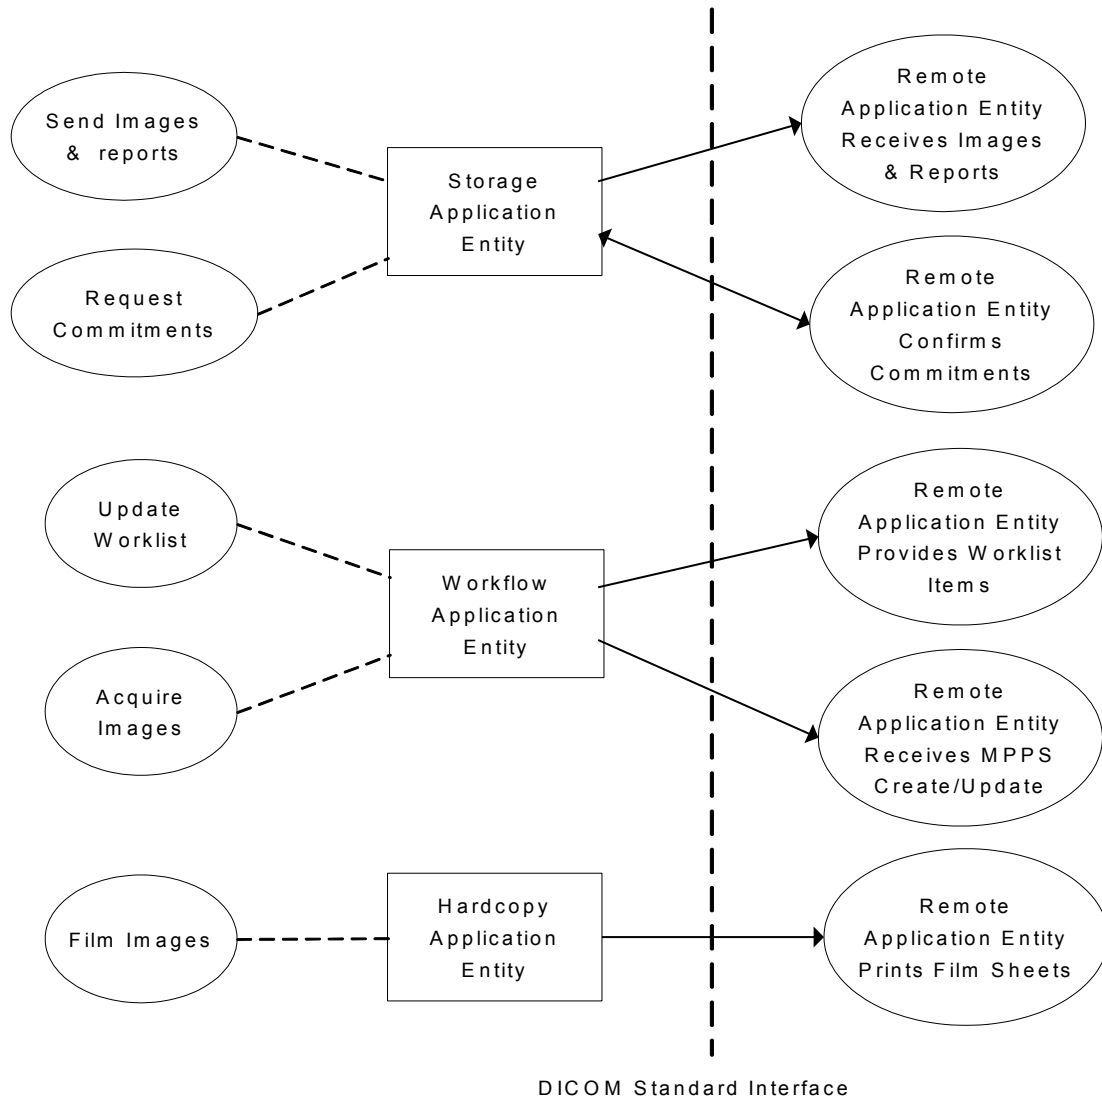 Send Images
& reports
Request
Commitments
Storage
Application
Entity
Remote
Application Entity
Receives Images
& Reports
Remote
Application Entity
Confirms
Commitments
Update
Worklist
Acquire
Images
Workflow
Application
Entity
Remote
Application Entity
Provides Worklist
Items
Remote
Application Entity
Receives MPPS
Create/Update
Film Images
Hardcopy
Application
Entity
Remote
Application Entity
Prints Film Sheets
DICOM Standard Interface